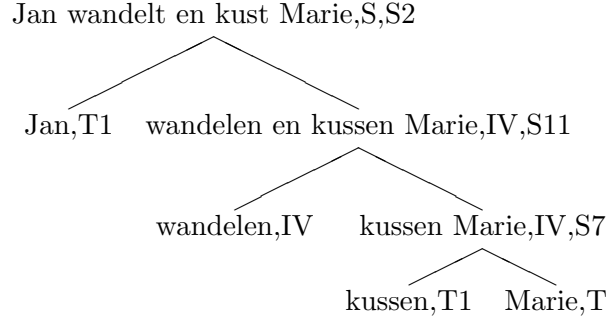 Jan wandelt en kust Marie,S,S2
Jan,T1 wandelen en kussen Marie,IV,S11
wandelen,IV kussen Marie,IV,S7
kussen,T1 Marie,T